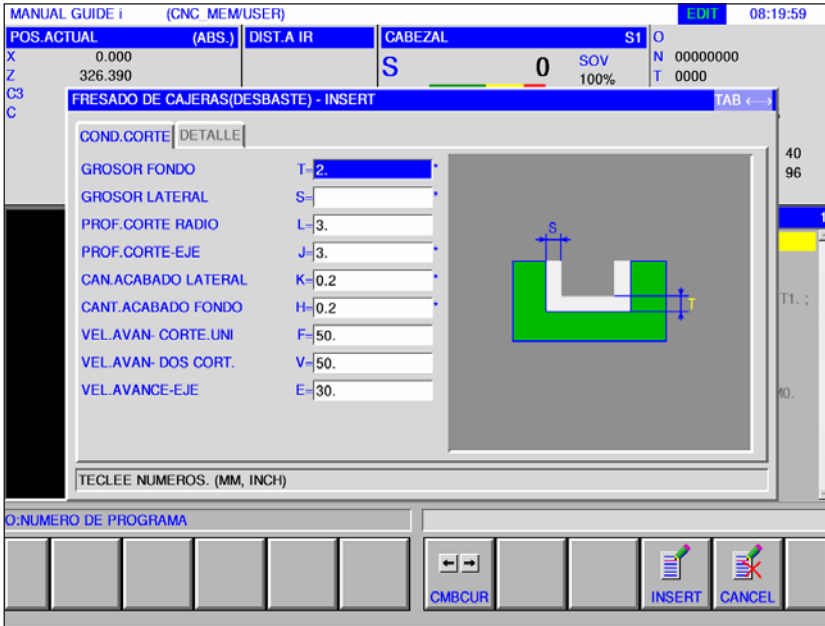 MANUAL GUIDE i (CNC_MEM/USER) EDIT 08:19:59
POS.ACTUAL (ABS.) DIST.A IR CABEZAL S1 O
X 0.000 S 0 SOV 100% N 00000000
Z 326.390 T 0000
C3
C
FRESADO DE CAJERAS(DESBASTE) - INSERT TAB ←→
COND.CORTE DETALLE
GROSOR FONDO T=2. *
GROSOR LATERAL S= *
PROF.CORTE RADIO L=3.
PROF.CORTE-EJE J=3. *
CAN.ACABADO LATERAL K=0.2 *
CANT.ACABADO FONDO H=0.2 *
VEL.AVAN- CORTE.UNI F=50.
VEL.AVAN- DOS CORT. V=50.
VEL.AVANCE-EJE E=30.
S
T
40
96
1
T1. ;
M0.
TECLEE NUMEROS. (MM, INCH)
O:NUMERO DE PROGRAMA
CMBCUR INSERT CANCEL